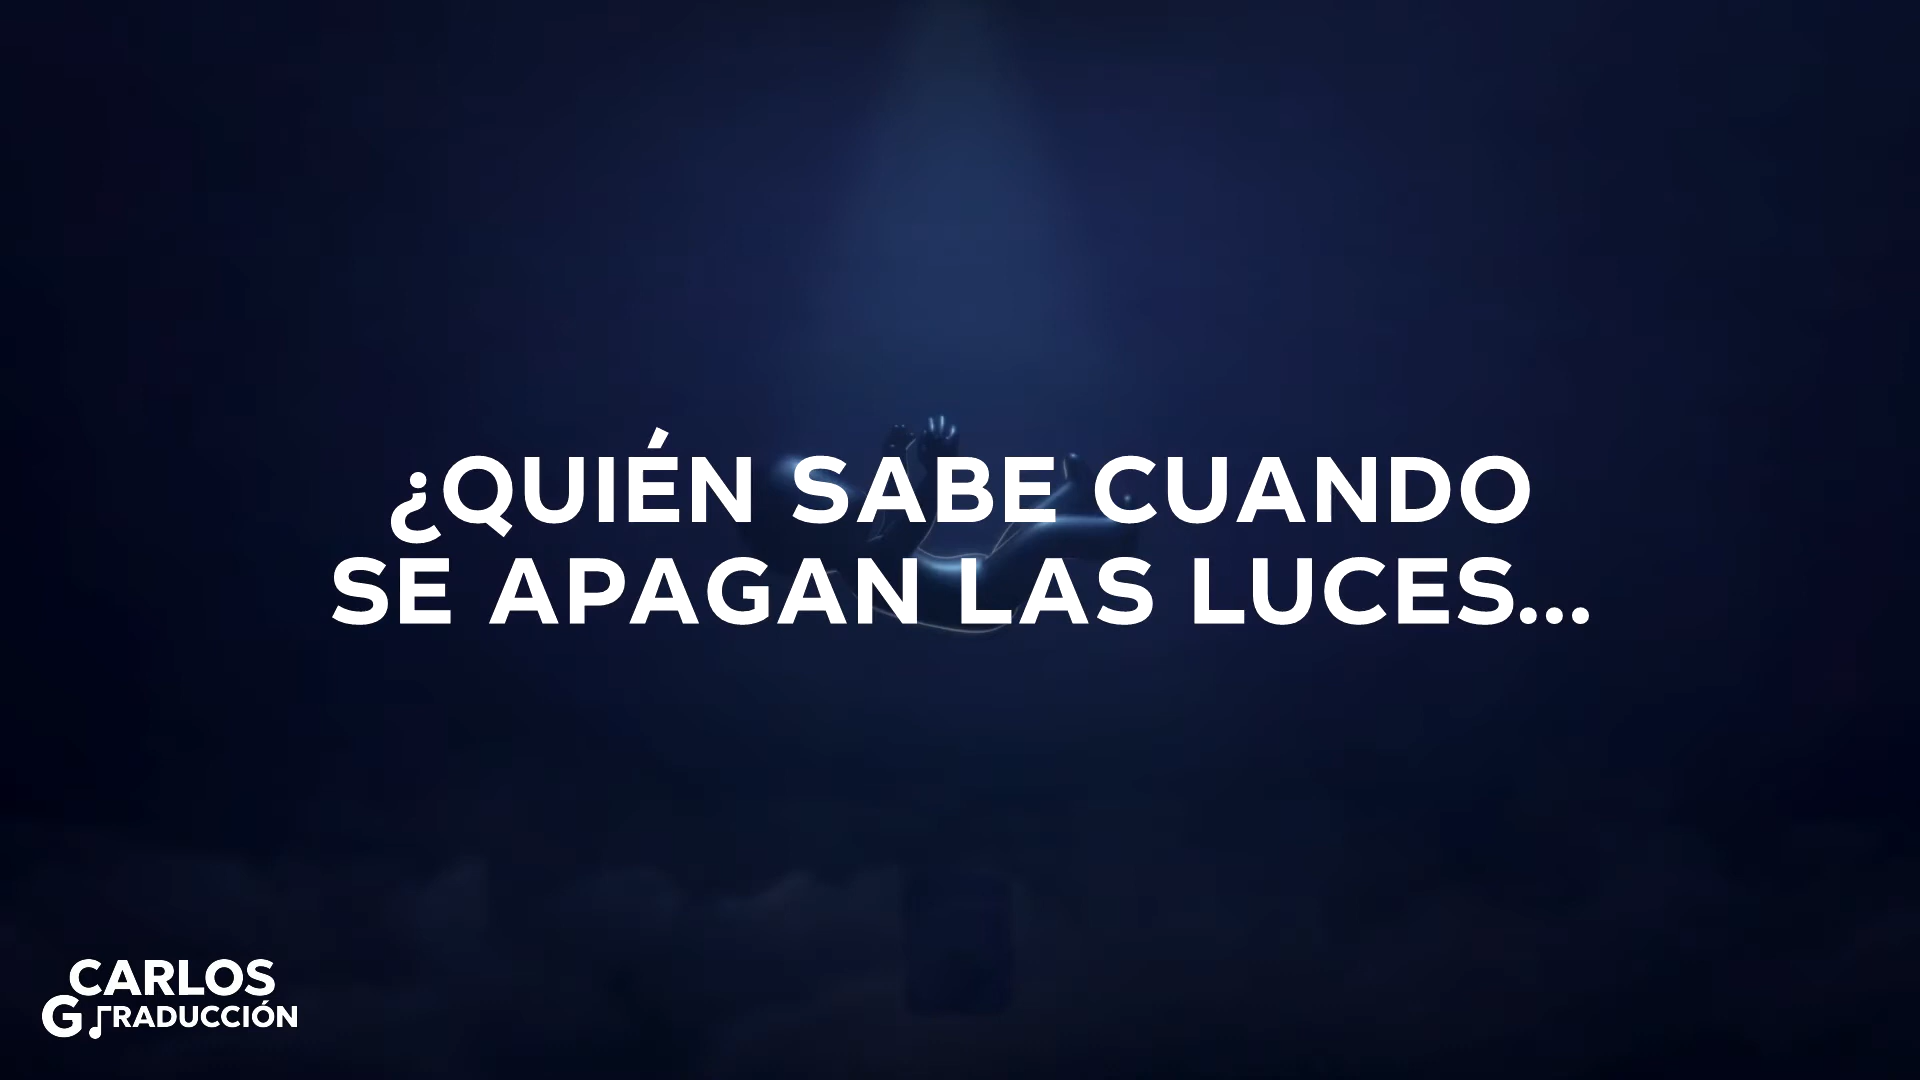 ¿QUIÉN SABE CUANDO
SE APAGAN LAS LUCES...
CARLOS
G. TRADUCCIÓN